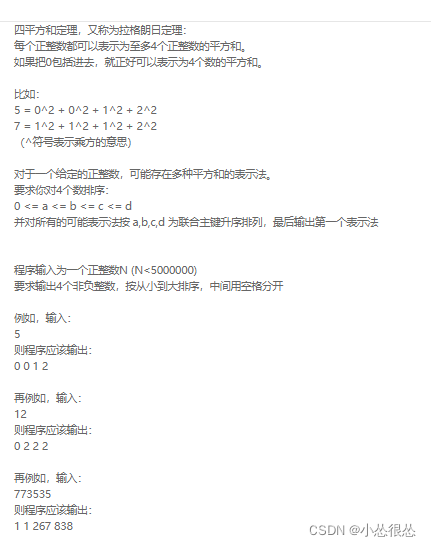 四平方和定理，又称为拉格朗日定理：
每个正整数都可以表示为至多4个正整数的平方和。
如果把0包括进去，就正好可以表示为4个数的平方和。
比如：
5 = 0^2 + 0^2 + 1^2 + 2^2
7 = 1^2 + 1^2 + 1^2 + 2^2
（^符号表示乘方的意思）
对于一个给定的正整数，可能存在多种平方和的表示法。
要求你对4个数排序：
0 <= a <= b <= c <= d
并对所有的可能表示法按 a,b,c,d 为联合主键升序排列，最后输出第一个表示法
程序输入为一个正整数N (N<5000000)
要求输出4个非负整数，按从小到大排序，中间用空格分开
例如，输入：
5
则程序应该输出：
0 0 1 2
再例如，输入：
12
则程序应该输出：
0 2 2 2
再例如，输入：
773535
则程序应该输出：
1 1 267 838
CSDN @小怂很怂